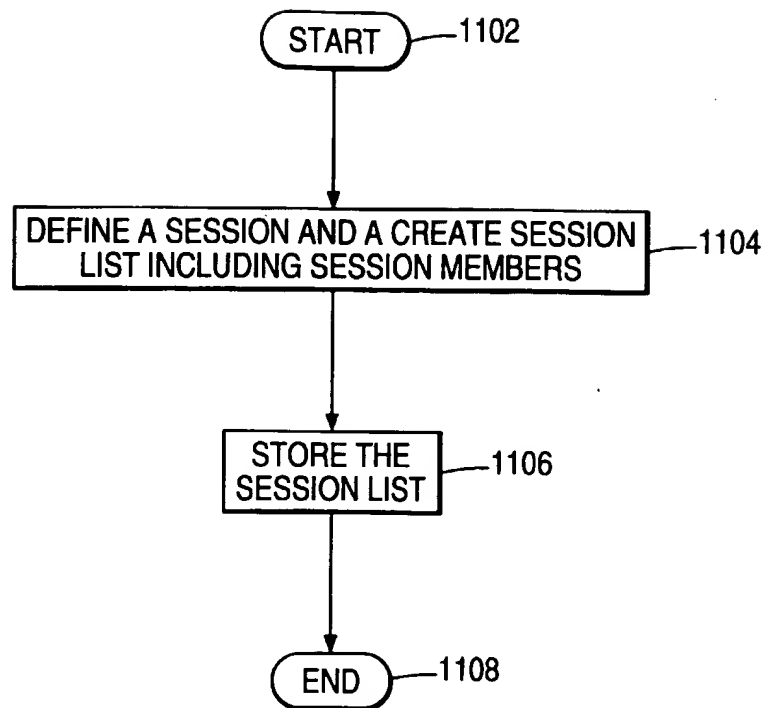 START
1102
DEFINE A SESSION AND A CREATE SESSION
LIST INCLUDING SESSION MEMBERS
1104
STORE THE
SESSION LIST
1106
END
1108